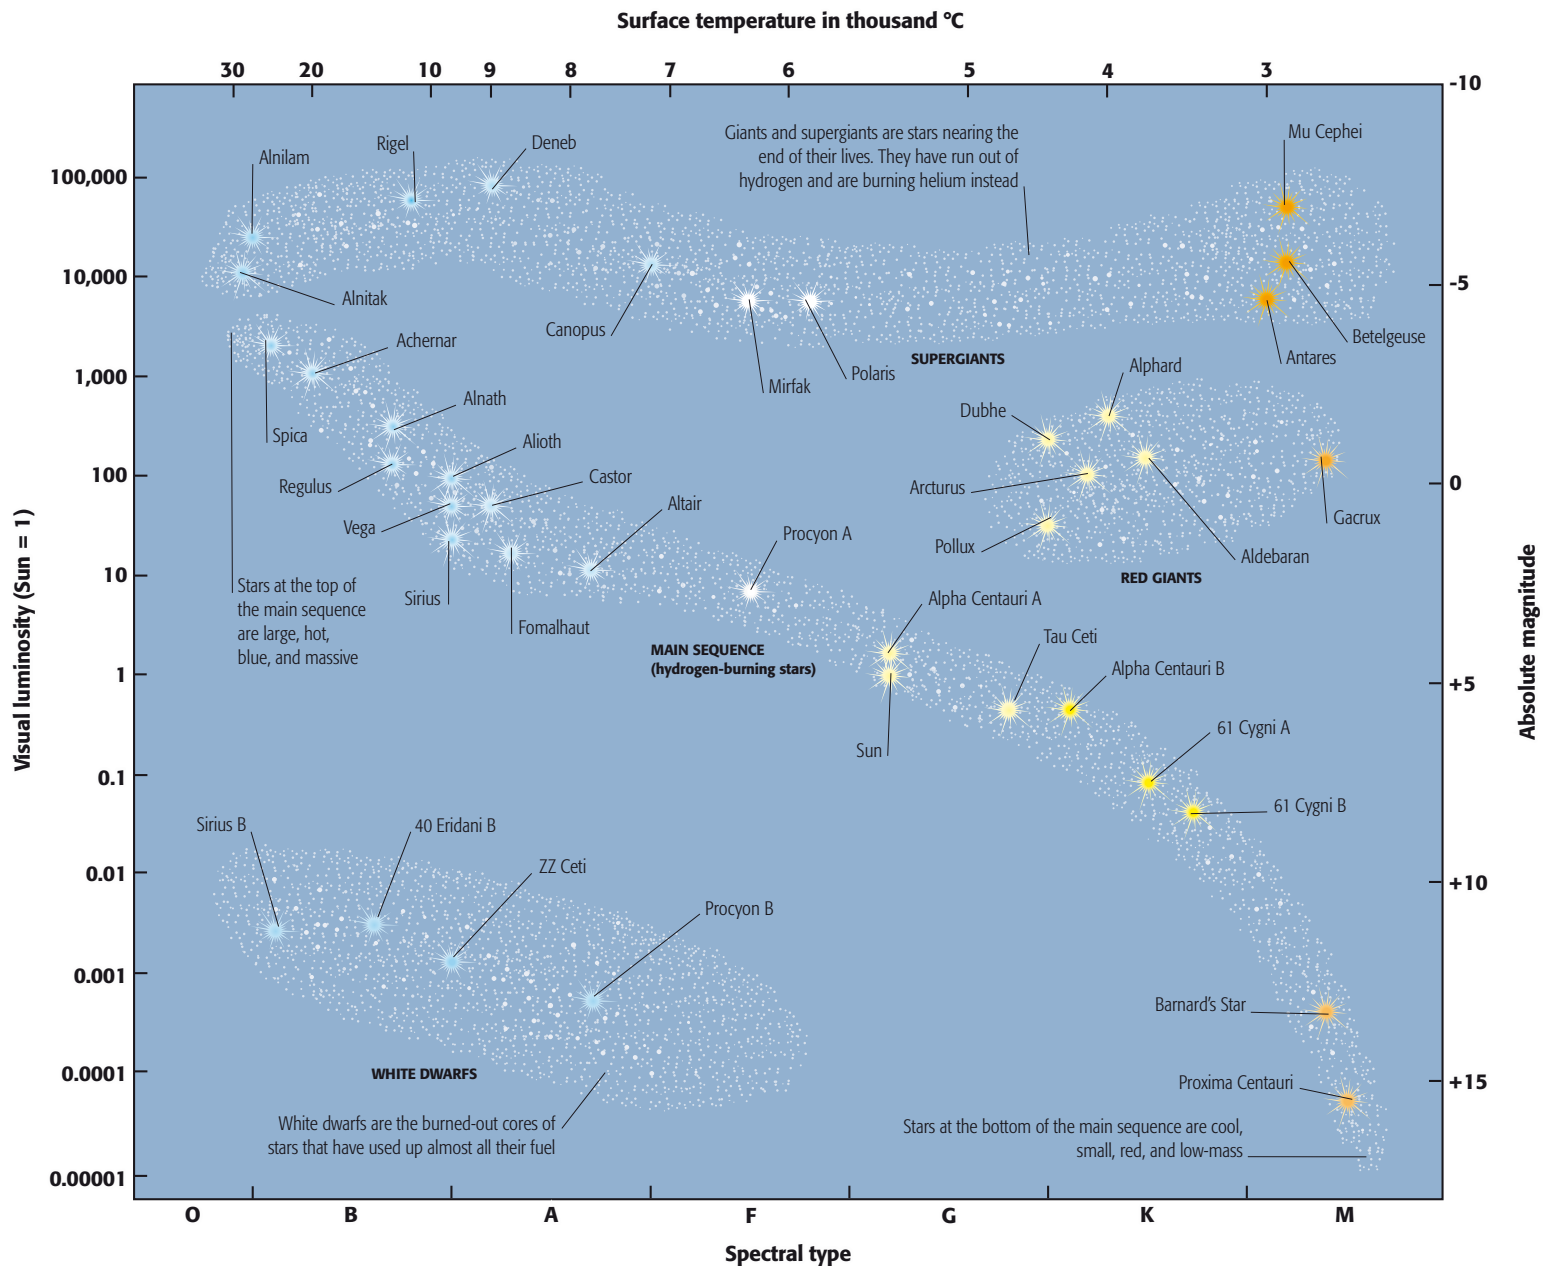 Surface temperature in thousand °C
30 20 10 9 8 7 6 5 4 3
-10
Giants and supergiants are stars nearing the
end of their lives. They have run out of
hydrogen and are burning helium instead
Mu Cephei
Rigel
Deneb
Alnilam
100,000
10,000
-5
Alnitak
Canopus
Betelgeuse
Achernar
SUPERGIANTS
Antares
Alphard
1,000
Polaris
Mirfak
Alnath
Dubhe
Spica
Alioth
100
Castor
0
Regulus
Arcturus
Altair
Gacrux
Vega
Procyon A
Pollux
Aldebaran
10
RED GIANTS
Stars at the top of
the main sequence
are large, hot,
blue, and massive
Sirius
Alpha Centauri A
Fomalhaut
Tau Ceti
MAIN SEQUENCE
(hydrogen-burning stars)
Alpha Centauri B
1
+5
Visual luminosity (Sun = 1)
Absolute magnitude
61 Cygni A
Sun
0.1
61 Cygni B
Sirius B
40 Eridani B
ZZ Ceti
0.01
+10
Procyon B
0.001
Barnard's Star
0.0001
WHITE DWARFS
+15
Proxima Centauri
White dwarfs are the burned-out cores of
stars that have used up almost all their fuel
Stars at the bottom of the main sequence are cool,
small, red, and low-mass
0.00001
O B A F G K M
Spectral type